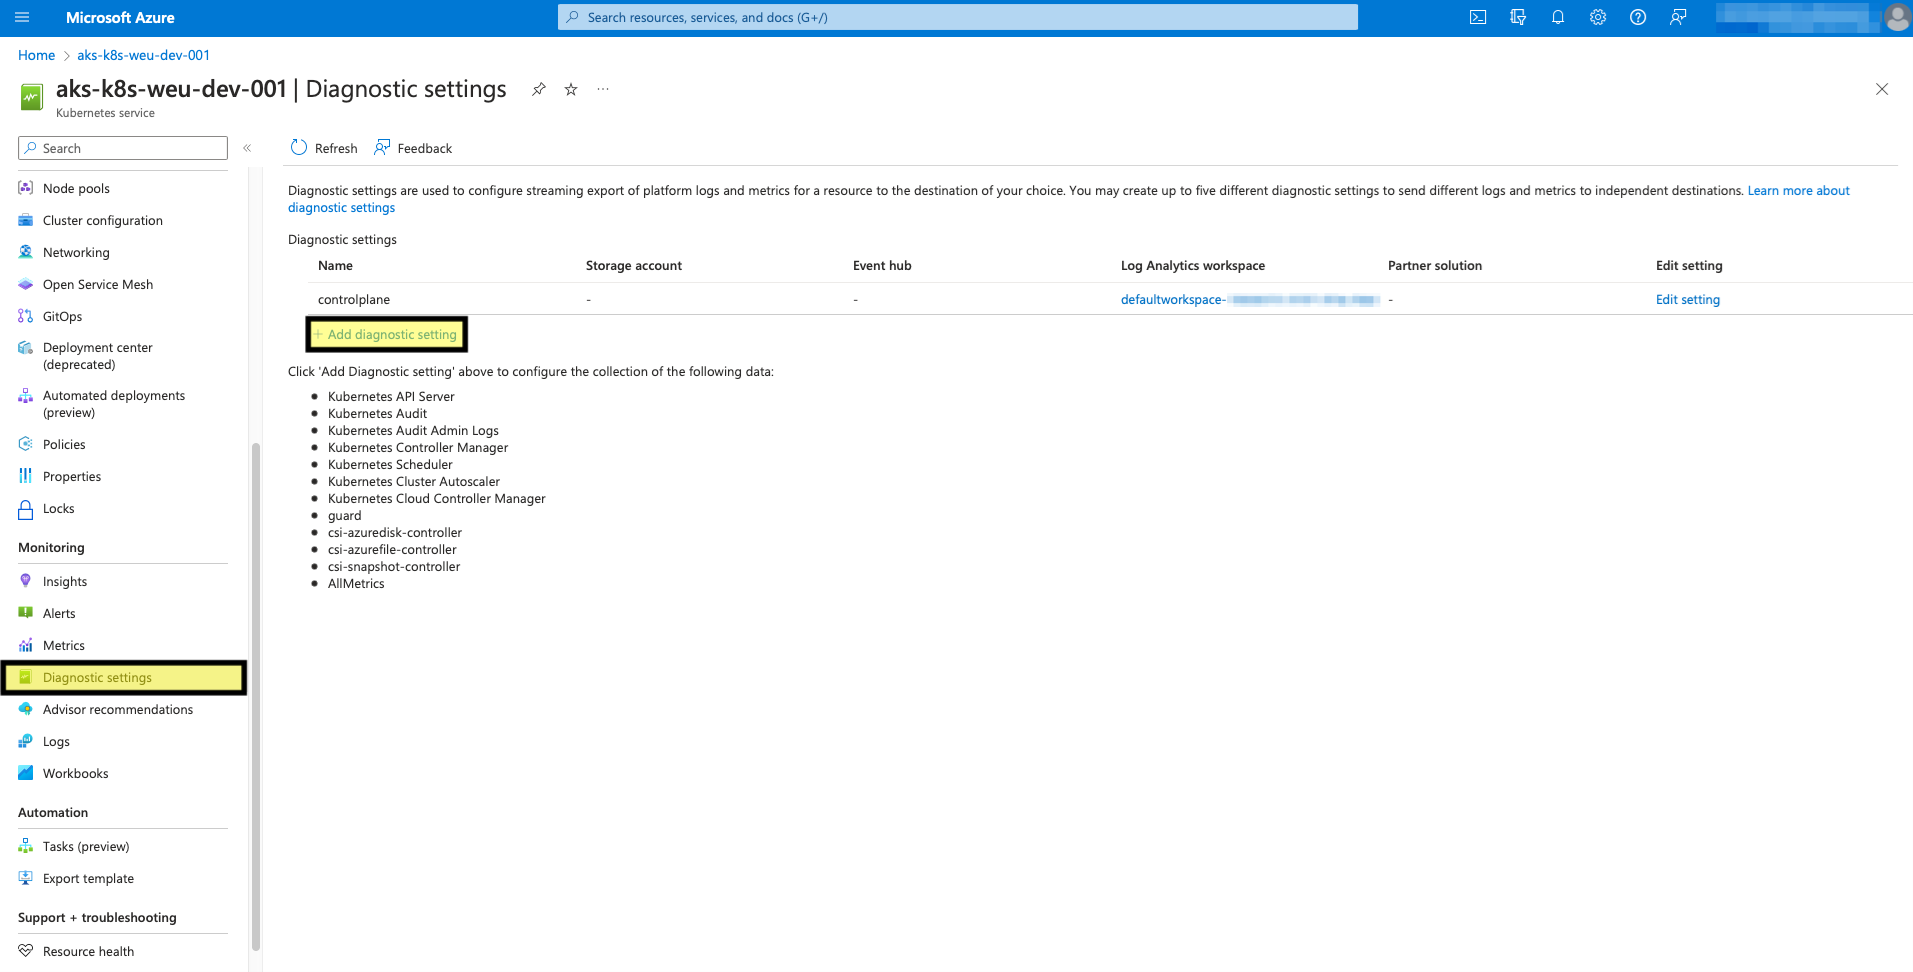 Microsoft Azure
Search resources, services, and docs (G+/)
Home > aks-k8s-weu-dev-001
aks-k8s-weu-dev-001 | Diagnostic settings
Kubernetes service
Search
Refresh
Feedback
Node pools
Cluster configuration
Networking
Open Service Mesh
GitOps
Deployment center
(deprecated)
Automated deployments
(preview)
Policies
Properties
Locks
Monitoring
Insights
Alerts
Metrics
Diagnostic settings
Advisor recommendations
Logs
Workbooks
Automation
Tasks (preview)
Export template
Support + troubleshooting
Resource health
Diagnostic settings are used to configure streaming export of platform logs and metrics for a resource to the destination of your choice. You may create up to five different diagnostic settings to send different logs and metrics to independent destinations. Learn more about
diagnostic settings
Diagnostic settings
Name Storage account Event hub Log Analytics workspace Partner solution Edit setting
controlplane - - defaultworkspace- - Edit setting
+ Add diagnostic setting
Click 'Add Diagnostic setting' above to configure the collection of the following data:
Kubernetes API Server
Kubernetes Audit
Kubernetes Audit Admin Logs
Kubernetes Controller Manager
Kubernetes Scheduler
Kubernetes Cluster Autoscaler
Kubernetes Cloud Controller Manager
guard
csi-azuredisk-controller
csi-azurefile-controller
csi-snapshot-controller
AllMetrics